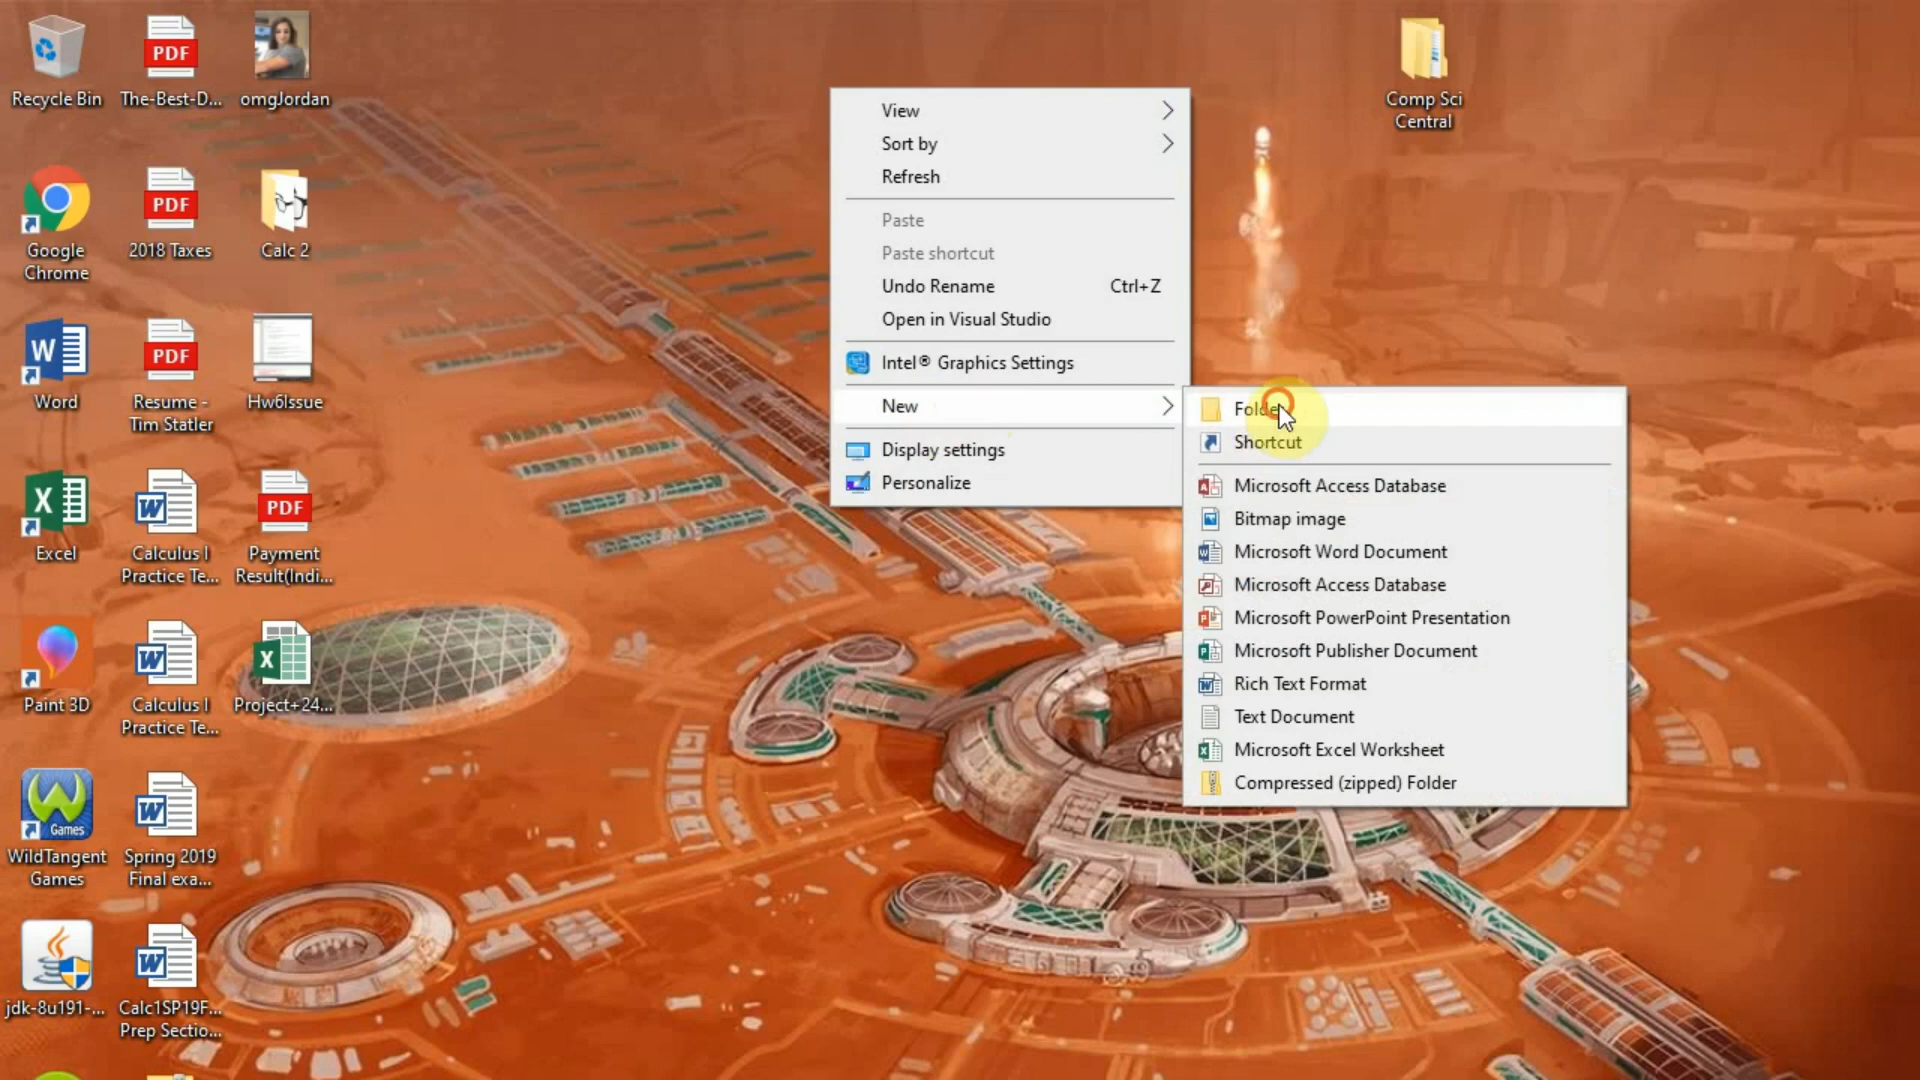 Recycle Bin
PDF
The-Best-D...
omgJordan
Comp Sci
Central
Google
Chrome
PDF
2018 Taxes
Calc 2
W
Word
PDF
Resume -
Tim Statler
Hw6Issue
X
Excel
W
Calculus I
Practice Te...
PDF
Payment
Result(Indi...
Paint 3D
W
Calculus I
Practice Te...
X
Project+24...
Games
WildTangent
Games
W
Spring 2019
Final exa...
jdk-8u191-...
W
Calc1SP19F...
Prep Sectio...
View
Sort by
Refresh
Paste
Paste shortcut
Undo Rename Ctrl+Z
Open in Visual Studio
Intel® Graphics Settings
New
Display settings
Personalize
Folder
Shortcut
Microsoft Access Database
Bitmap image
Microsoft Word Document
Microsoft Access Database
Microsoft PowerPoint Presentation
Microsoft Publisher Document
Rich Text Format
Text Document
Microsoft Excel Worksheet
Compressed (zipped) Folder